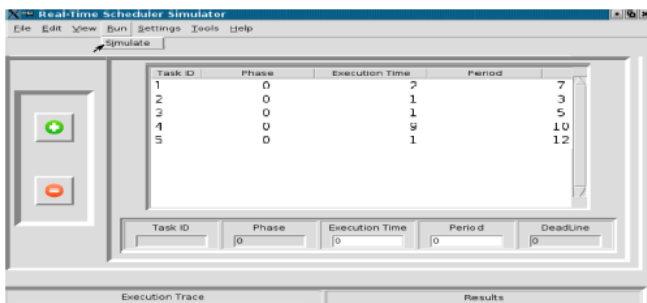 Real-Time Scheduler Simulator
File Edit View Run Settings Tools Help
Simulate
Task ID Phase Execution Time Period
1 0 2 7
2 0 1 3
3 0 1 5
4 0 9 10
5 0 1 12
Task ID Phase Execution Time Period DeadLine
0 0 0 0
Execution Trace Results